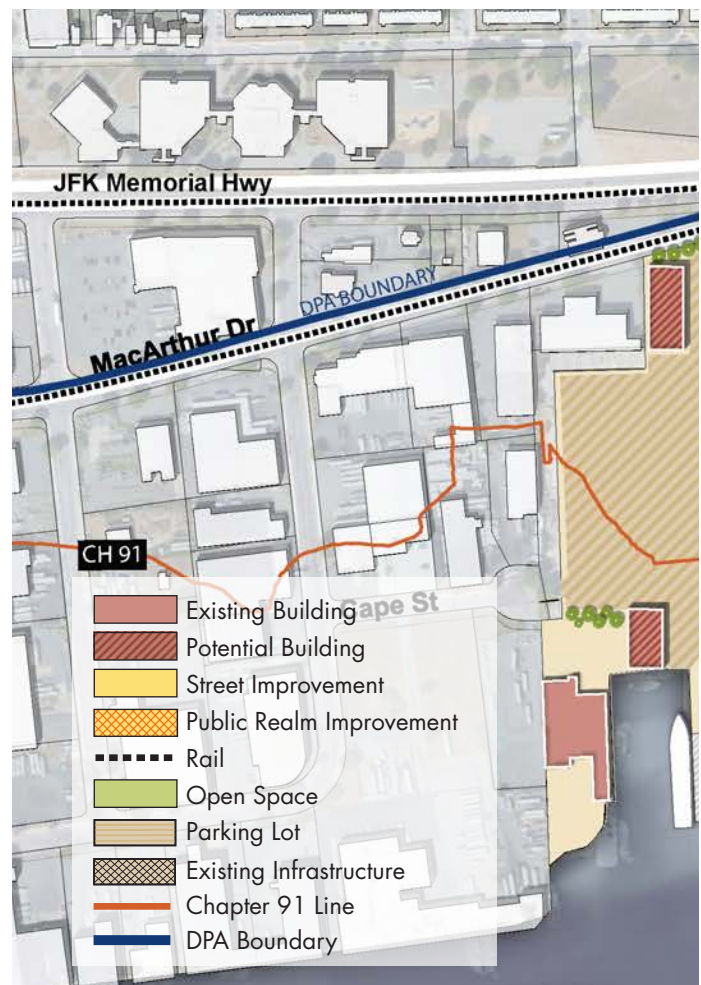 JFK Memorial Hwy
DPA BOUNDARY
MacArthur Dr
CH 91
Cape St
Existing Building
Potential Building
Street Improvement
Public Realm Improvement
Rail
Open Space
Parking Lot
Existing Infrastructure
Chapter 91 Line
DPA Boundary